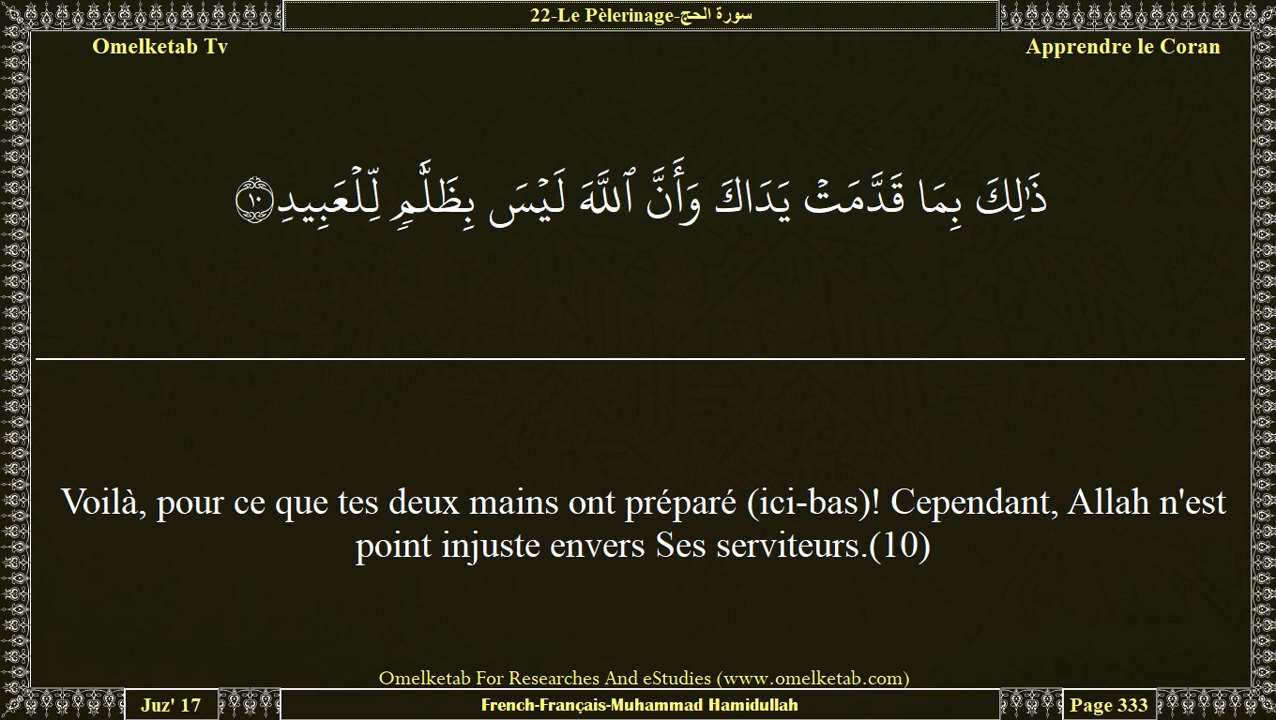 22-Le Pèlerinage-سورة الحج
Omelketab Tv
Apprendre le Coran
ذَٰلِكَ بِمَا قَدَّمَتۡ يَدَاكَ وَأَنَّ ٱللَّهَ لَيۡسَ بِظَلَّٰمٖ لِّلۡعَبِيدِ ١٠
Voilà, pour ce que tes deux mains ont préparé (ici-bas)! Cependant, Allah n'est
point injuste envers Ses serviteurs.(10)
Omelketab For Researches And eStudies (www.omelketab.com)
Juz' 17
French-Français-Muhammad Hamidullah
Page 333